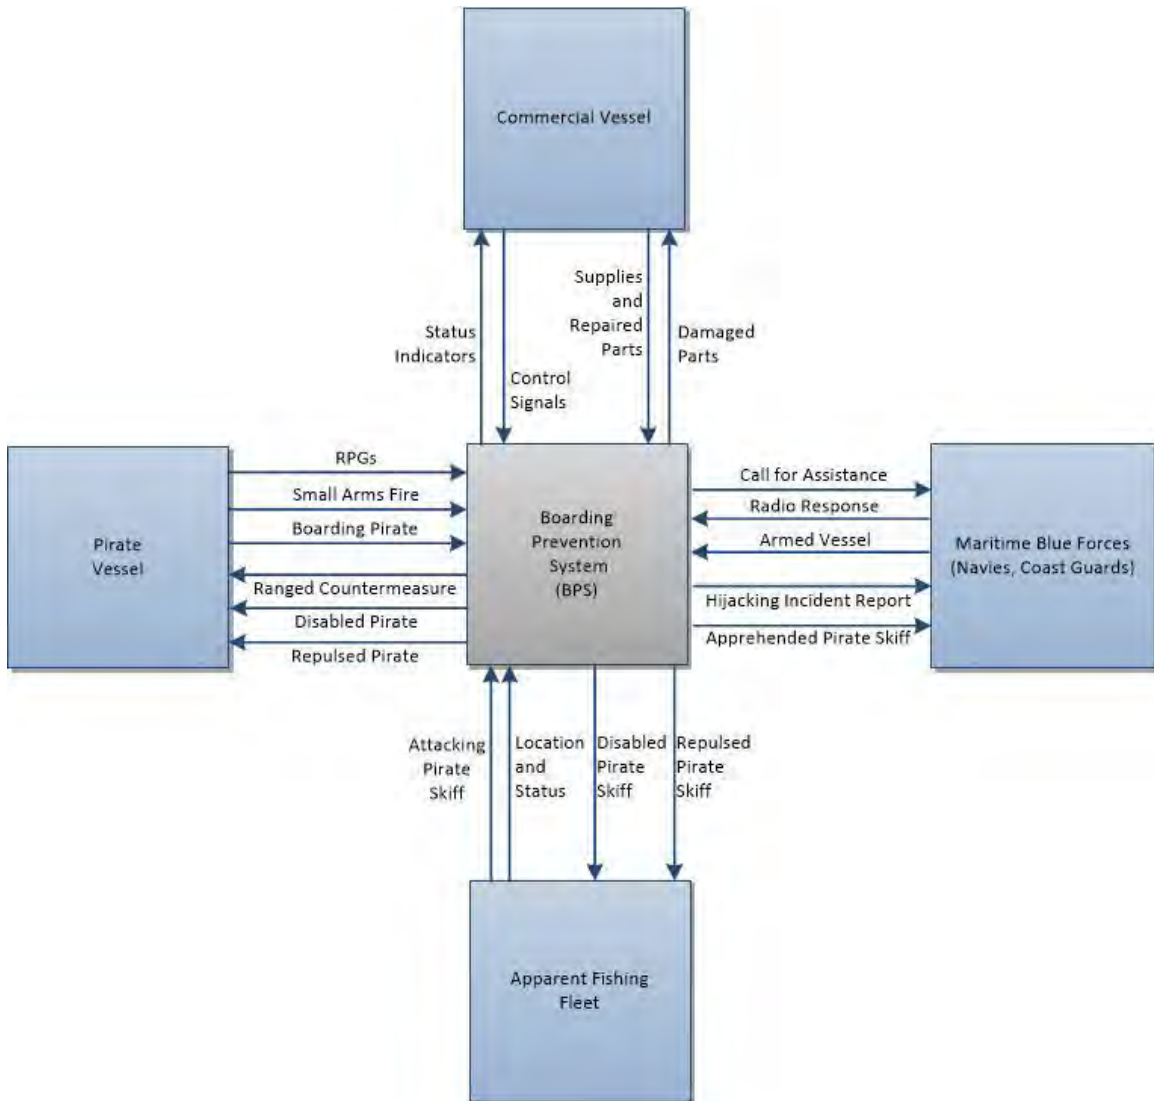 Commercial Vessel
Supplies
and
Repaired
Parts
Status
Indicators
Damaged
Parts
Control
Signals
RPGs
Small Arms Fire
Boarding Pirate
Ranged Countermeasure
Disabled Pirate
Repulsed Pirate
Pirate
Vessel
Boarding
Prevention
System
(BPS)
Call for Assistance
Radio Response
Armed Vessel
Hijacking Incident Report
Apprehended Pirate Skiff
Maritime Blue Forces
(Navies, Coast Guards)
Attacking
Pirate
Skiff
Location
and
Status
Disabled
Pirate
Skiff
Repulsed
Pirate
Skiff
Apparent Fishing
Fleet